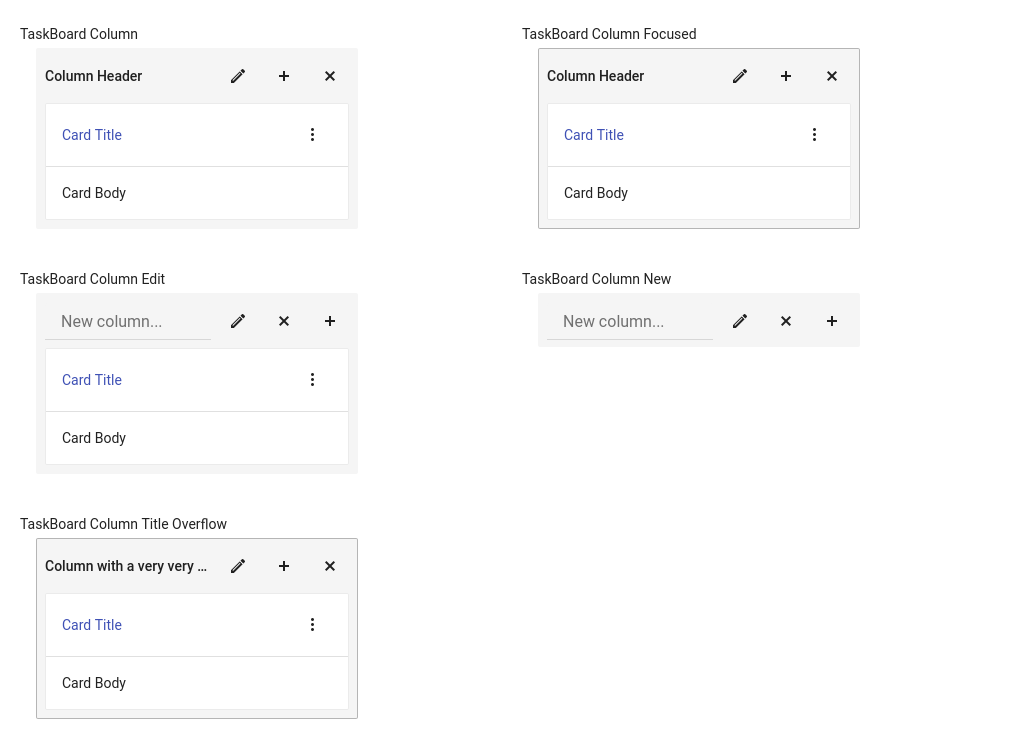 TaskBoard Column
Column Header
Card Title
Card Body
TaskBoard Column Focused
Column Header
Card Title
Card Body
TaskBoard Column Edit
New column...
Card Title
Card Body
TaskBoard Column New
New column...
TaskBoard Column Title Overflow
Column with a very very ...
Card Title
Card Body